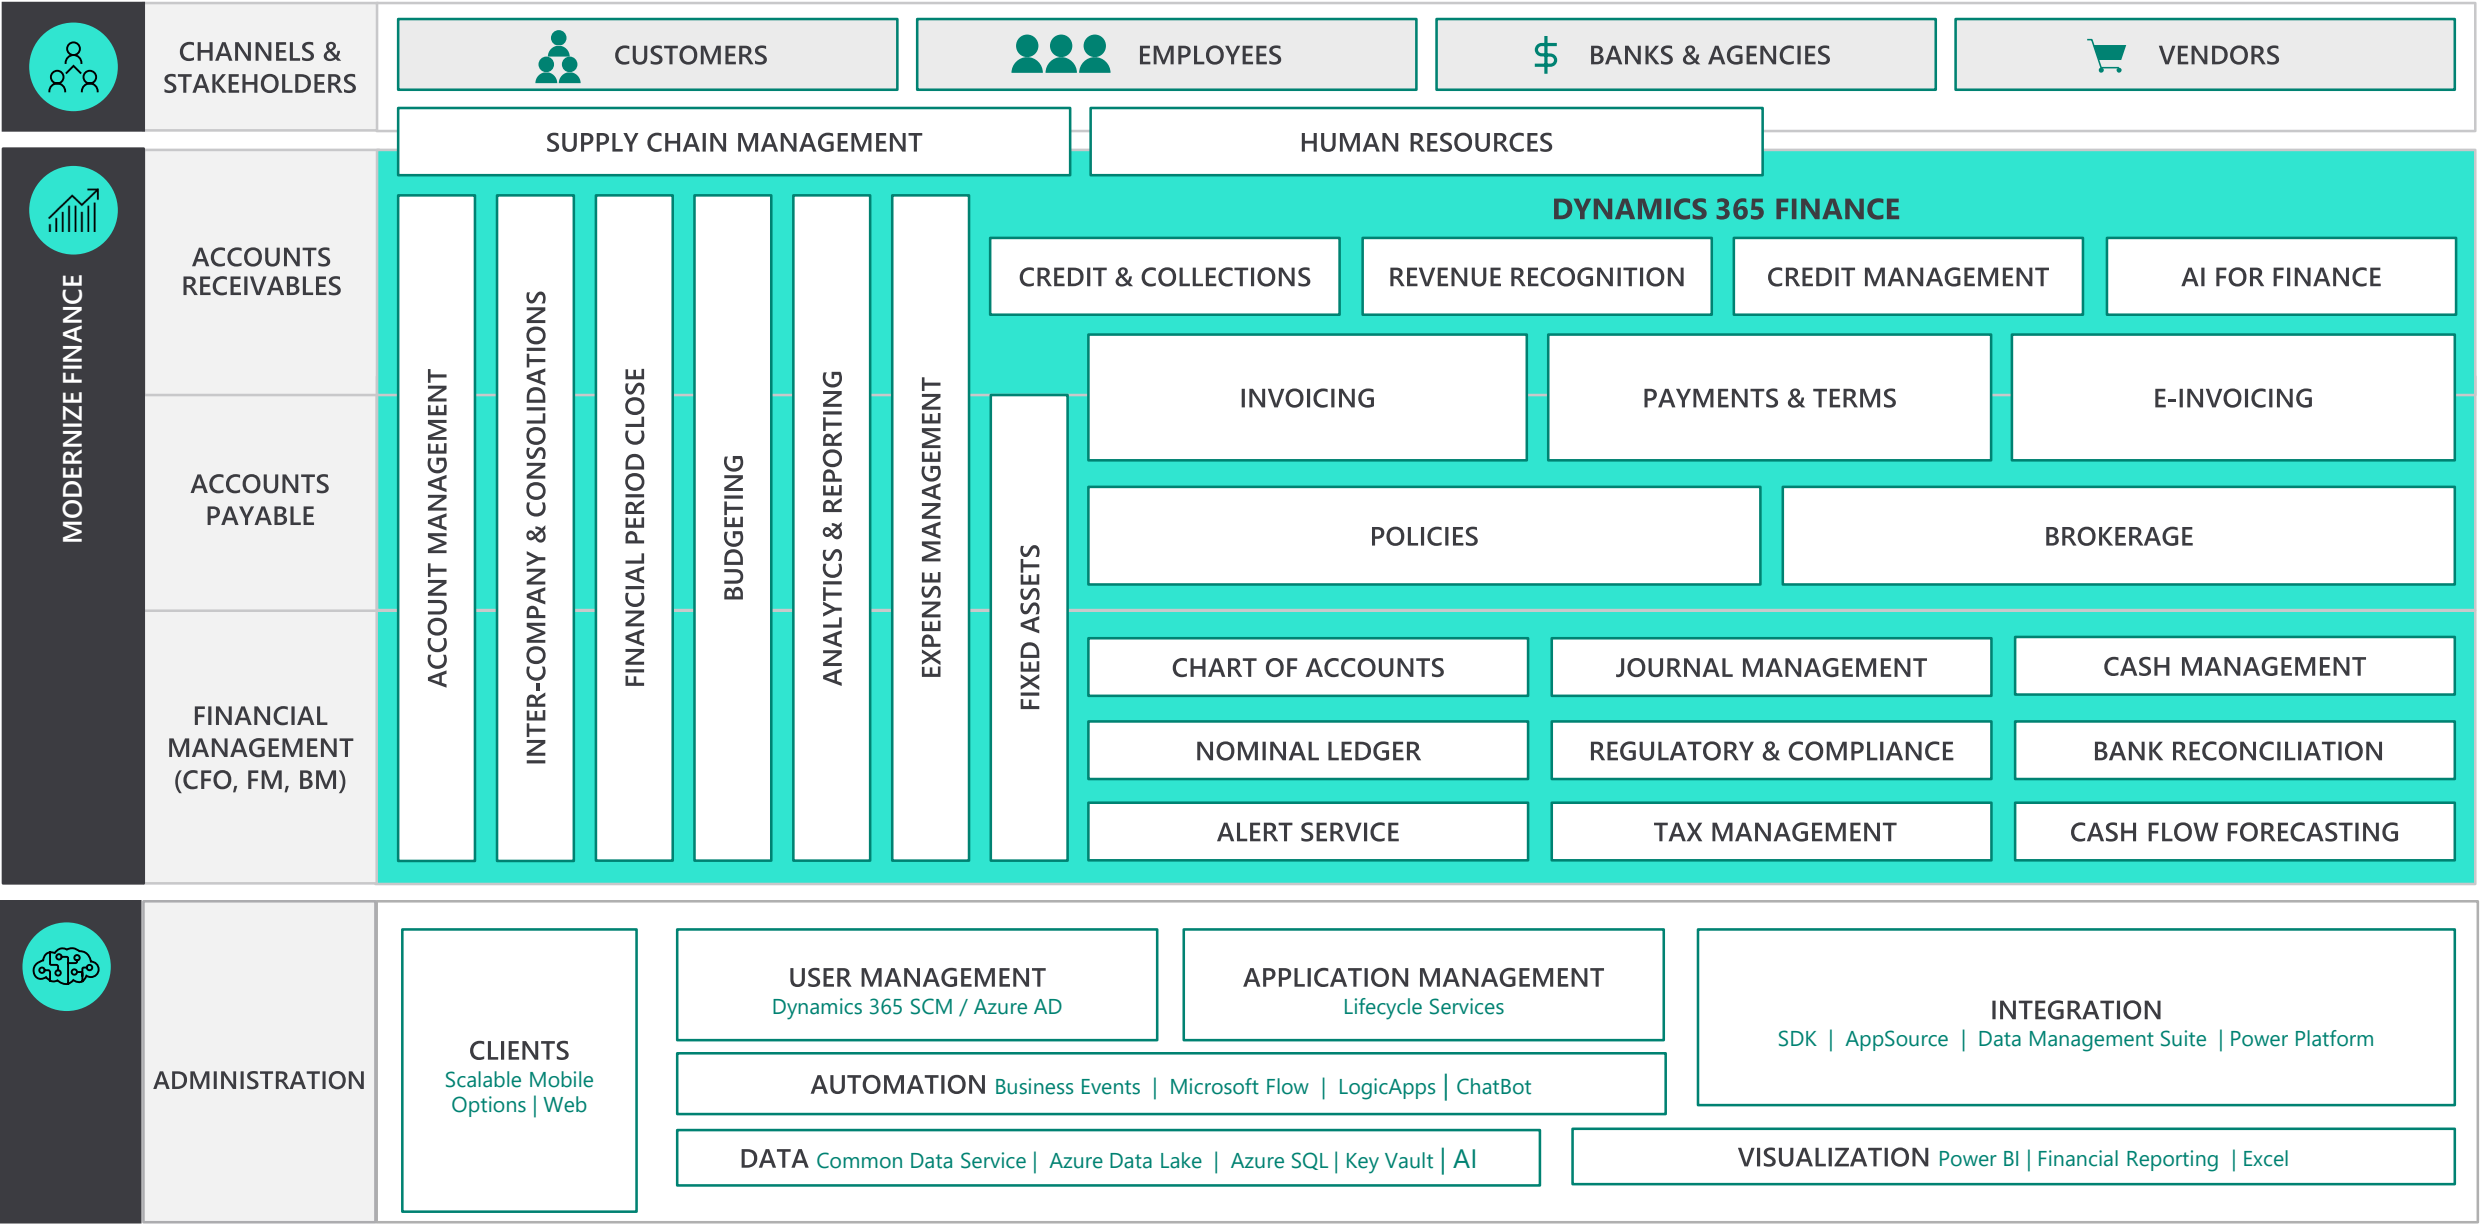 CHANNELS &
STAKEHOLDERS
CUSTOMERS
EMPLOYEES
BANKS & AGENCIES
VENDORS
SUPPLY CHAIN MANAGEMENT
HUMAN RESOURCES
MODERNIZE FINANCE
ACCOUNTS
RECEIVABLES
ACCOUNTS
PAYABLE
FINANCIAL
MANAGEMENT
(CFO, FM, BM)
ACCOUNT MANAGEMENT
INTER-COMPANY & CONSOLIDATIONS
FINANCIAL PERIOD CLOSE
BUDGETING
ANALYTICS & REPORTING
EXPENSE MANAGEMENT
FIXED ASSETS
DYNAMICS 365 FINANCE
CREDIT & COLLECTIONS
REVENUE RECOGNITION
CREDIT MANAGEMENT
AI FOR FINANCE
INVOICING
PAYMENTS & TERMS
E-INVOICING
POLICIES
BROKERAGE
CHART OF ACCOUNTS
JOURNAL MANAGEMENT
CASH MANAGEMENT
NOMINAL LEDGER
REGULATORY & COMPLIANCE
BANK RECONCILIATION
ALERT SERVICE
TAX MANAGEMENT
CASH FLOW FORECASTING
ADMINISTRATION
CLIENTS
Scalable Mobile
Options | Web
USER MANAGEMENT
Dynamics 365 SCM / Azure AD
APPLICATION MANAGEMENT
Lifecycle Services
INTEGRATION
SDK | AppSource | Data Management Suite | Power Platform
AUTOMATION Business Events | Microsoft Flow | LogicApps | ChatBot
DATA Common Data Service | Azure Data Lake | Azure SQL | Key Vault | AI
VISUALIZATION Power BI | Financial Reporting | Excel